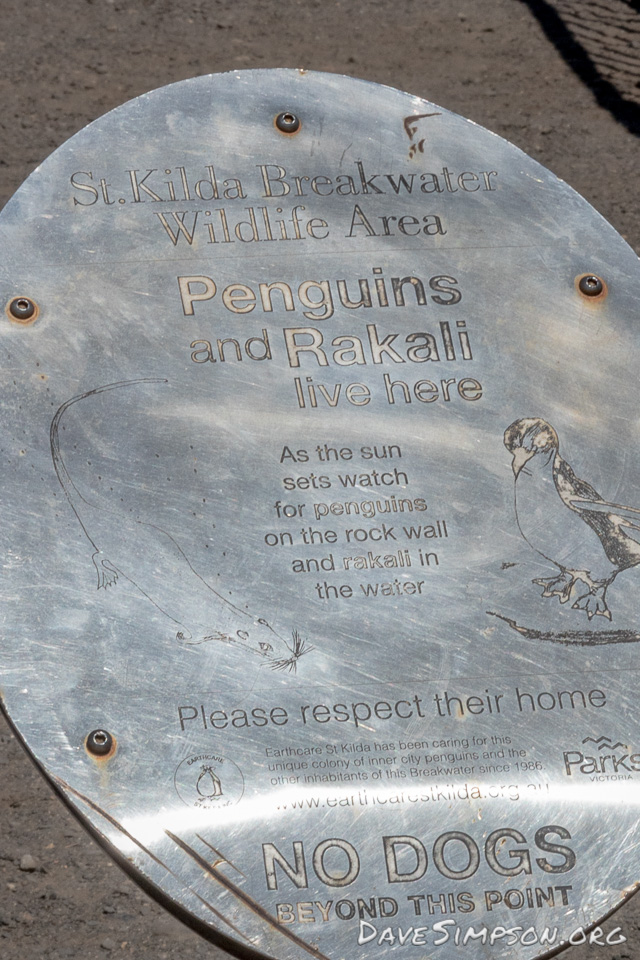 St.Kilda Breakwater
Wildlife Area
Penguins
and Rakali
live here
As the sun
sets watch
for penguins
on the rock wall
and rakali in
the water
Please respect their home
Earthcare St Kilda has been caring for this
unique colony of inner city penguins and the
other inhabitants of this Breakwater since 1986.
www.earthcarestkilda.org.au
EARTHCARE
Parks
VICTORIA
NO DOGS
BEYOND THIS POINT
DaveSimpson.org